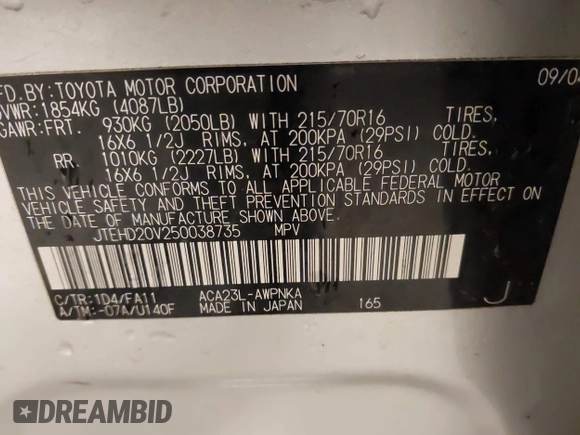 FD.BY: TOYOTA MOTOR CORPORATION 09/04
GVWR: 1854KG (4087LB)
GAWR: FRT. 930KG (2050LB) WITH 215/70R16 TIRES,
16X6 1/2J RIMS, AT 200KPA (29PSI) COLD.
RR. 1010KG (2227LB) WITH 215/70R16 TIRES,
16X6 1/2J RIMS, AT 200KPA (29PSI) COLD.
THIS VEHICLE CONFORMS TO ALL APPLICABLE FEDERAL MOTOR
VEHICLE SAFETY AND THEFT PREVENTION STANDARDS IN EFFECT ON
THE DATE OF MANUFACTURE SHOWN ABOVE.
JTEHD20V250038735 MPV
C/TR: 1D4/FA11 ACA23L-AWPNKA
A/TM: -07A/U140F MADE IN JAPAN 165 J
DREAMBID